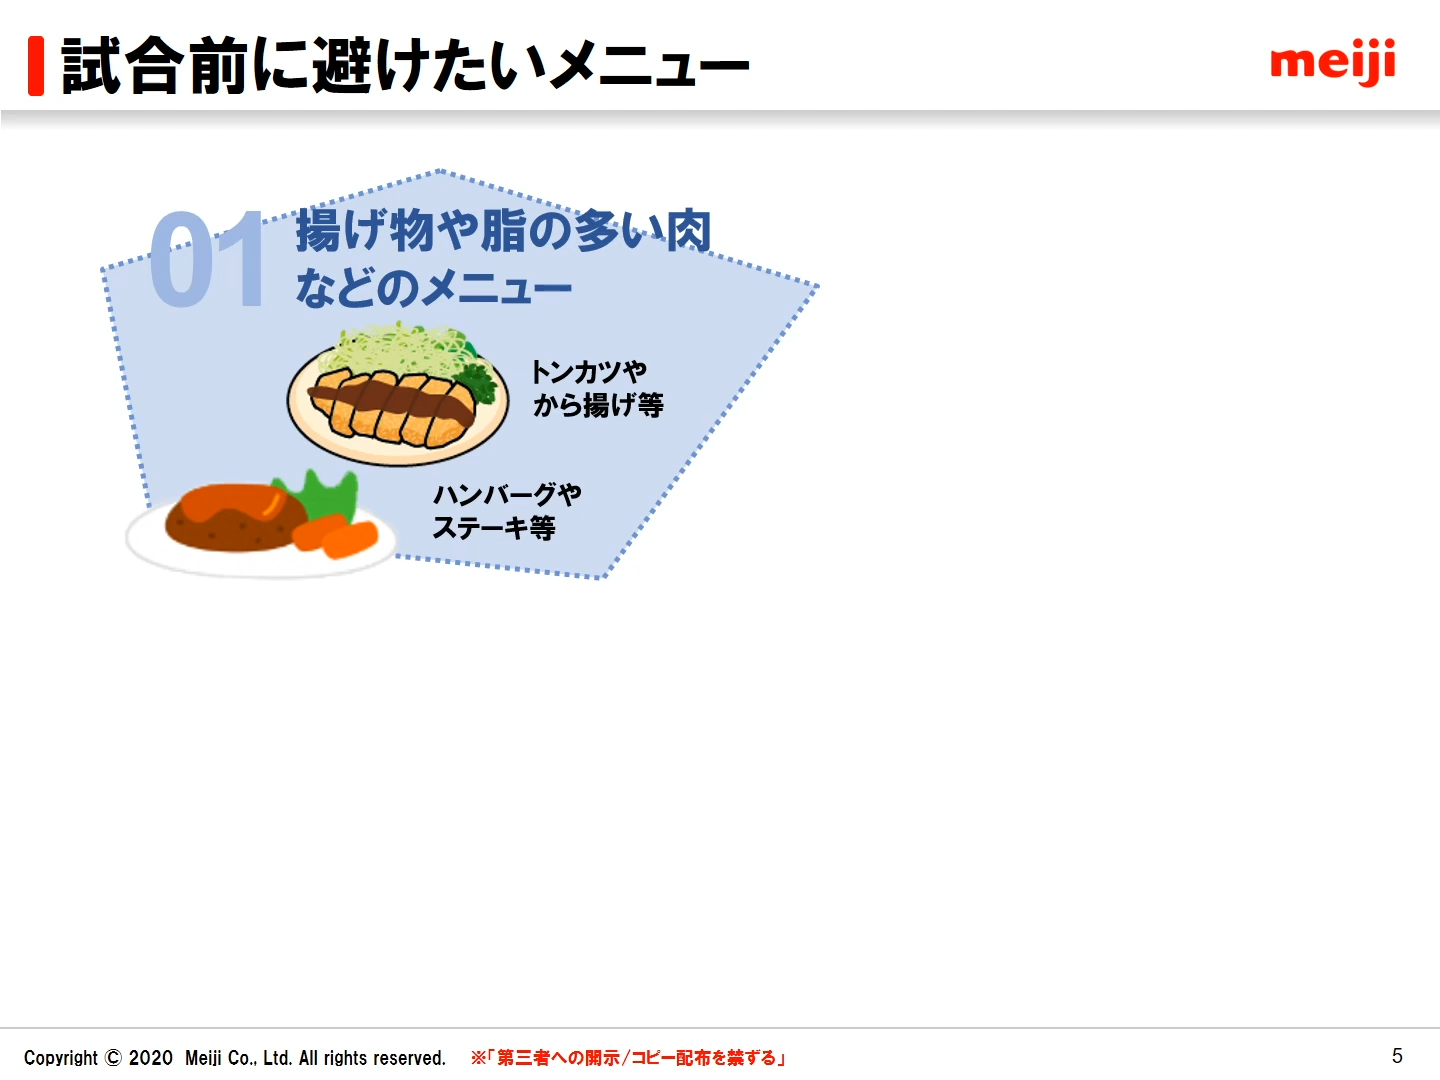 試合前に避けたいメニュー
meiji
01
揚げ物や脂の多い肉
などのメニュー
トンカツや
から揚げ等
ハンバーグや
ステーキ等
Copyright © 2020 Meiji Co., Ltd. All rights reserved.
※「第三者への開示/コピー配布を禁ずる」
5